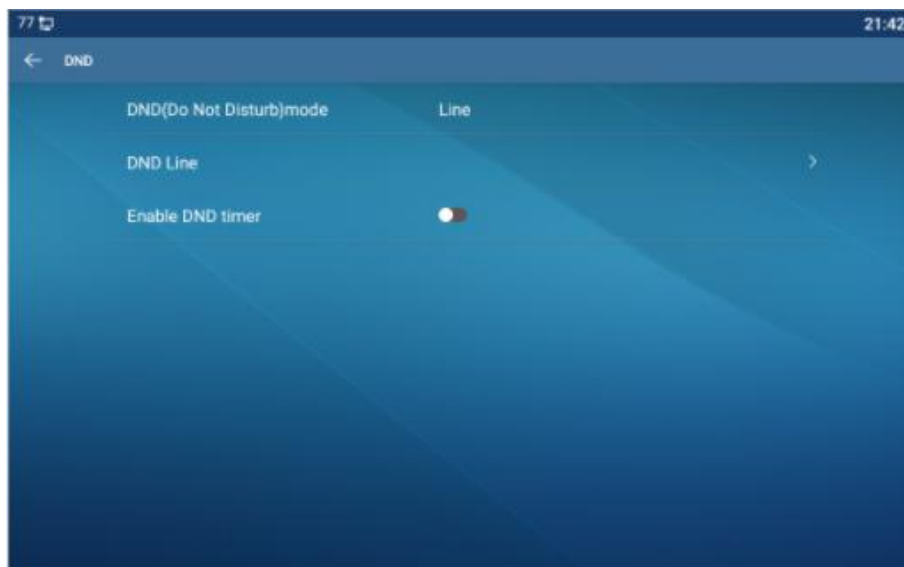 77 21:42
DND
DND(Do Not Disturb)mode Line
DND Line
Enable DND timer